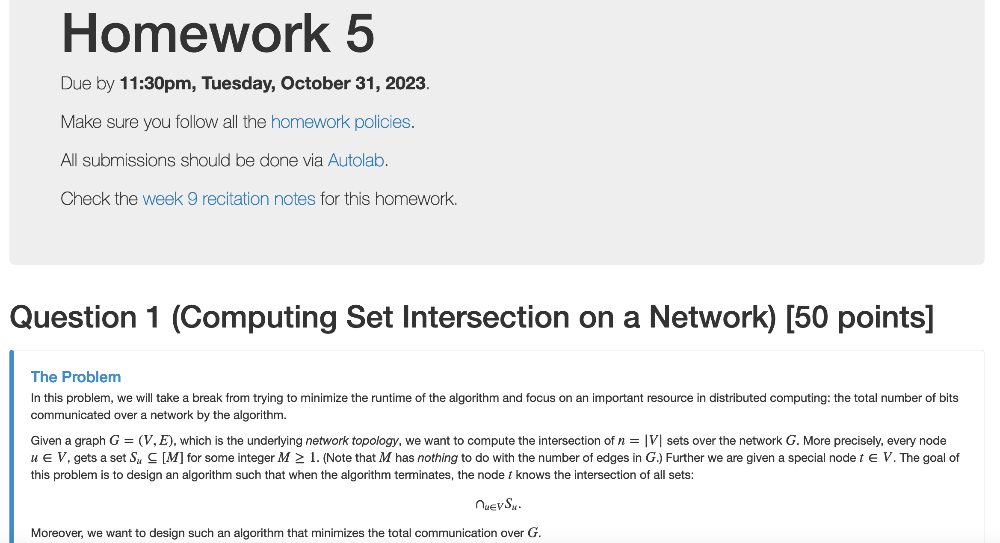 Homework 5
Due by 11:30pm, Tuesday, October 31, 2023.
Make sure you follow all the homework policies.
All submissions should be done via Autolab.
Check the week 9 recitation notes for this homework.
Question 1 (Computing Set Intersection on a Network) [50 points]
The Problem
In this problem, we will take a break from trying to minimize the runtime of the algorithm and focus on an important resource in distributed computing: the total number of bits
communicated over a network by the algorithm.
Given a graph G = (V, E), which is the underlying network topology, we want to compute the intersection of n = |V| sets over the network G. More precisely, every node
u ∈ V, gets a set Sᵤ ⊆ [M] for some integer M ≥ 1. (Note that M has nothing to do with the number of edges in G.) Further we are given a special node t ∈ V. The goal of
this problem is to design an algorithm such that when the algorithm terminates, the node t knows the intersection of all sets:
∩_{u∈V} Sᵤ.
Moreover, we want to design such an algorithm that minimizes the total communication over G.